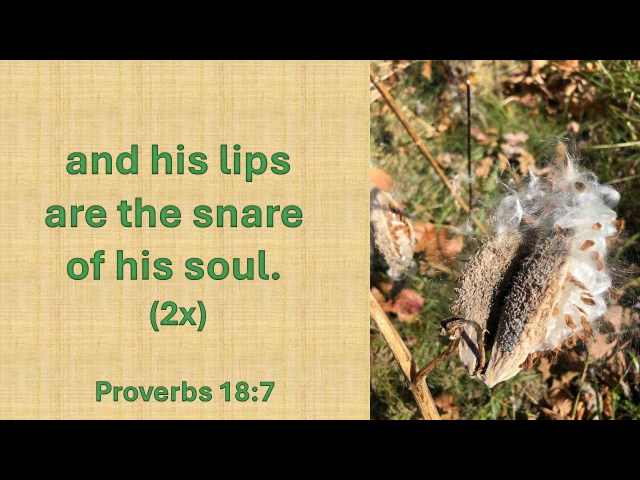 and his lips
are the snare
of his soul.
(2x)
Proverbs 18:7